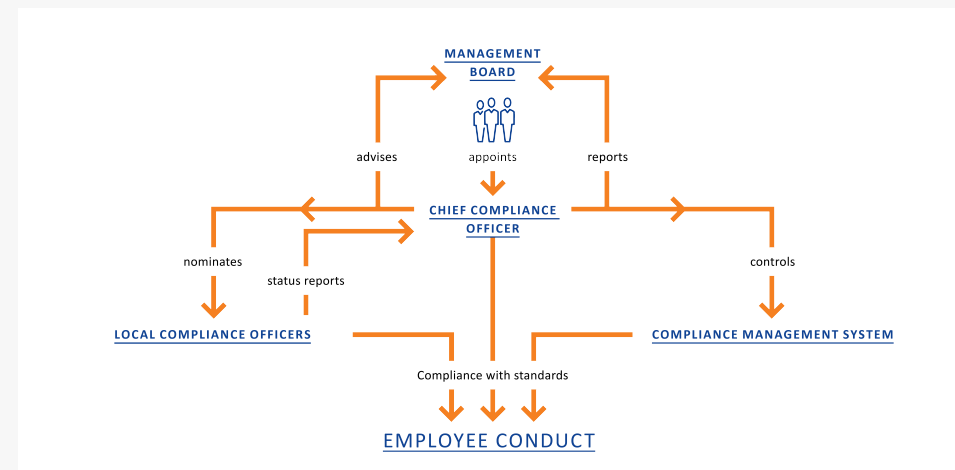 MANAGEMENT
BOARD
advises
appoints
reports
CHIEF COMPLIANCE
OFFICER
nominates
controls
status reports
LOCAL COMPLIANCE OFFICERS
COMPLIANCE MANAGEMENT SYSTEM
Compliance with standards
EMPLOYEE CONDUCT